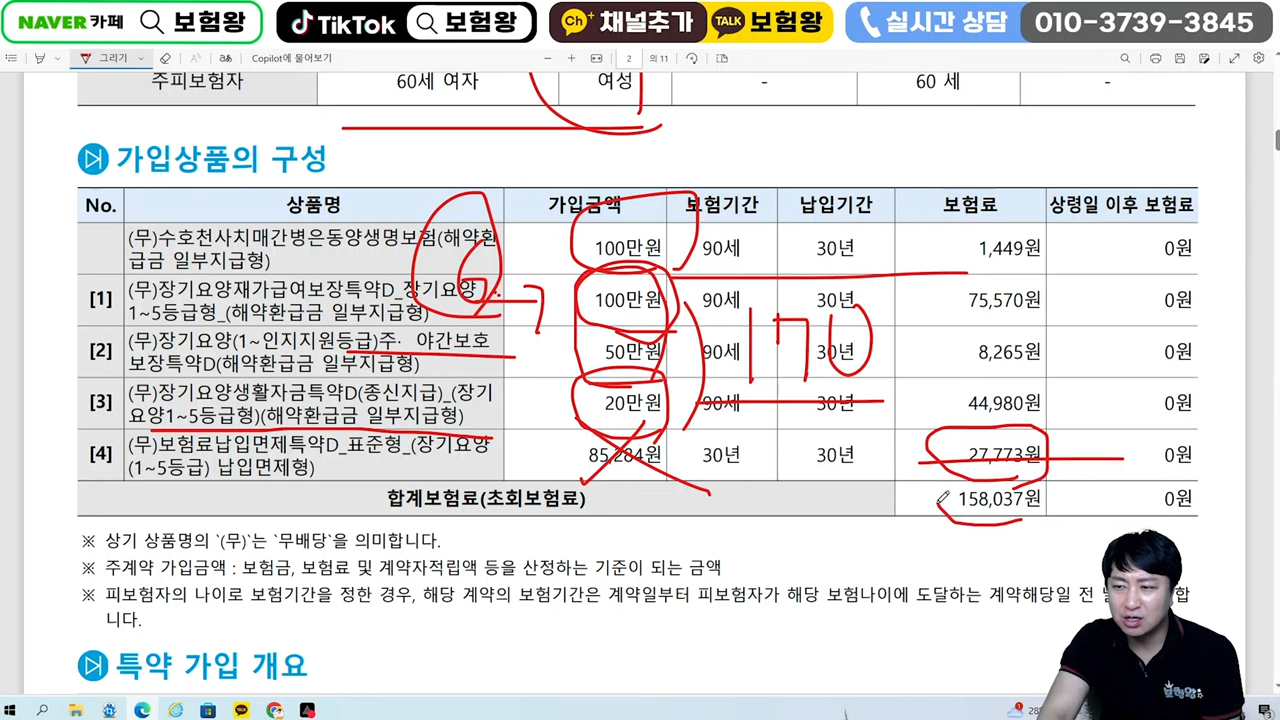 NAVER 카페 보험왕 TikTok 보험왕 Ch+ 채널추가 TALK 보험왕 실시간 상담 010-3739-3845
그리기 Copilot에 물어보기 2 의 11
주피보험자 60세 여자 여성 - 60 세 -
가입상품의 구성
No. 상품명 가입금액 보험기간 납입기간 보험료 상령일 이후 보험료
(무)수호천사치매간병은동양생명보험(해약환급금 일부지급형) 100만원 90세 30년 1,449원 0원
[1] (무)장기요양재가급여보장특약D_장기요양1~5등급형_(해약환급금 일부지급형) 100만원 90세 30년 75,570원 0원
[2] (무)장기요양(1~인지지원등급)주· 야간보호보장특약D(해약환급금 일부지급형) 50만원 90세 30년 8,265원 0원
[3] (무)장기요양생활자금특약D(종신지급)_(장기요양1~5등급형)(해약환급금 일부지급형) 20만원 90세 30년 44,980원 0원
[4] (무)보험료납입면제특약D_표준형_(장기요양(1~5등급) 납입면제형) 85,284원 30년 30년 27,773원 0원
170
합계보험료(초회보험료) 158,037원 0원
※ 상기 상품명의 `(무)`는 `무배당`을 의미합니다.
※ 주계약 가입금액 : 보험금, 보험료 및 계약자적립액 등을 산정하는 기준이 되는 금액
※ 피보험자의 나이로 보험기간을 정한 경우, 해당 계약의 보험기간은 계약일부터 피보험자가 해당 보험나이에 도달하는 계약해당일 전
니다.
특약 가입 개요
보험왕